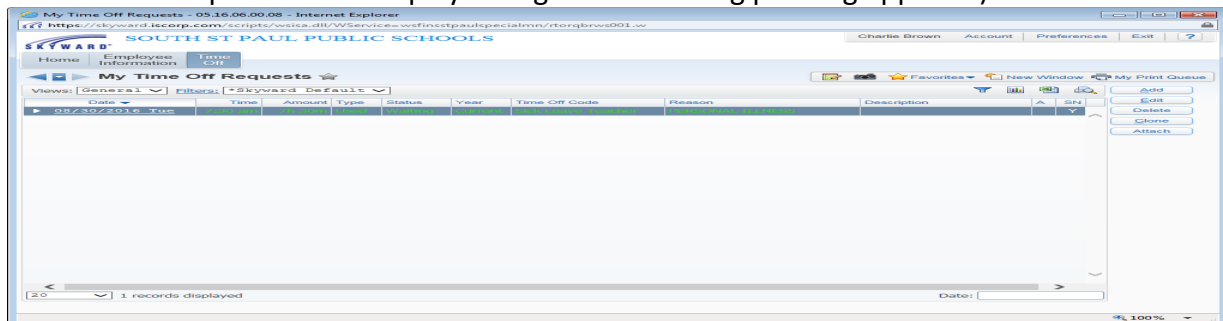 My Time Off Requests - 05.16.06.00.08 - Internet Explorer
https://skyward.iscorp.com/scripts/wsisa.dll/WService=wsfinsstpaulspecialmn/rtorqbrws001.w
SKYWARD SOUTH ST PAUL PUBLIC SCHOOLS Charlie Brown Account Preferences Exit ?
Home Employee Information Time Off
My Time Off Requests Favorites New Window My Print Queue
Views: General Filters: *Skyward Default Add
Date Time Amount Type Status Year Time Off Code Reason Description A SN Edit
08/30/2016 Tue Y Delete
Clone
Attach
20 1 records displayed Date:
100%